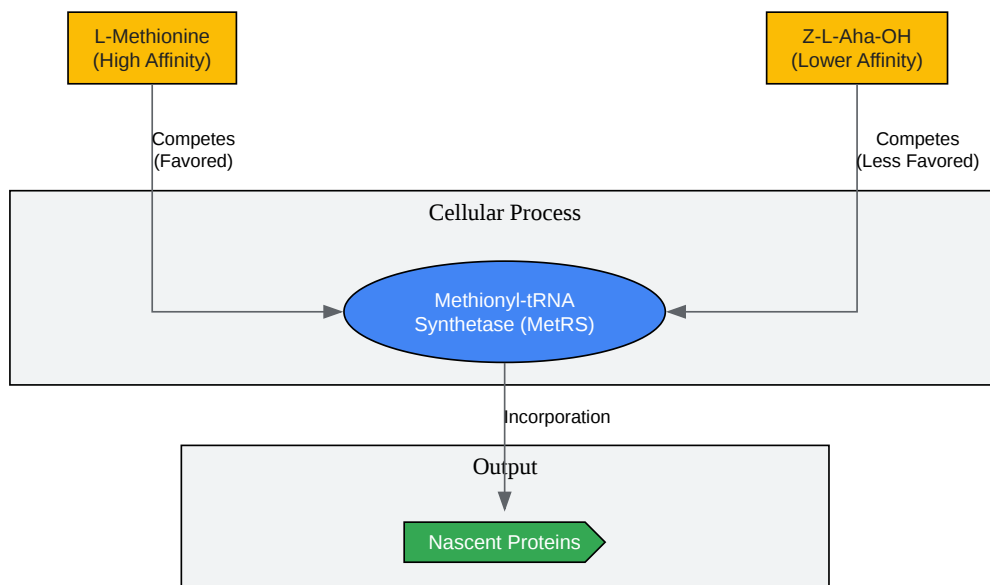 L-Methionine
(High Affinity)
Z-L-Aha-OH
(Lower Affinity)
Competes
(Favored)
Competes
(Less Favored)
Cellular Process
Methionyl-tRNA
Synthetase (MetRS)
Incorporation
Output
Nascent Proteins